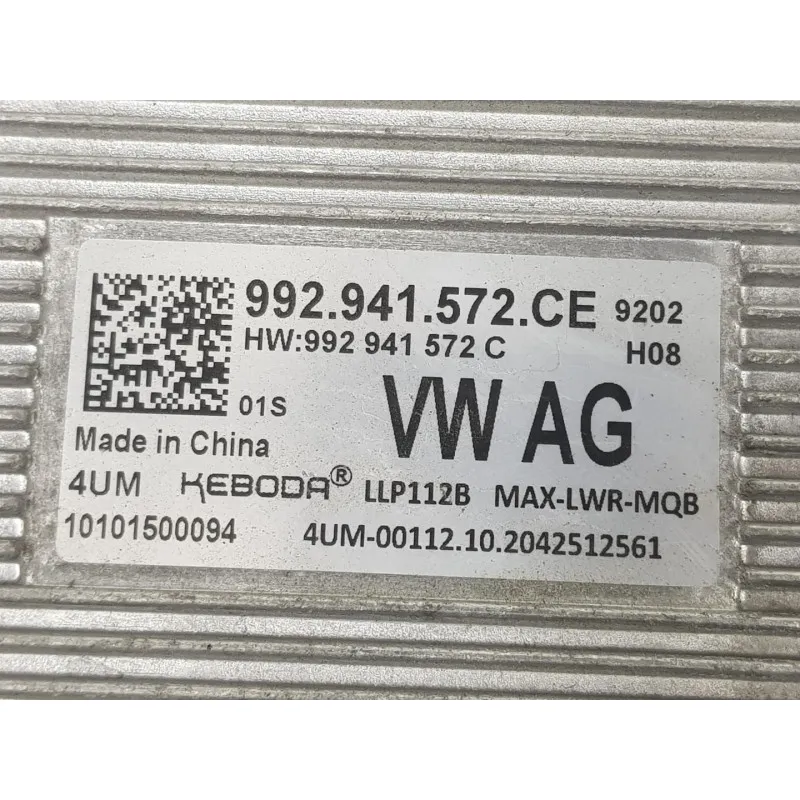 992.941.572.CE 9202
HW:992 941 572 C H08
01S VW AG
Made in China
4UM KEBODA® LLP112B MAX-LWR-MQB
10101500094 4UM-00112.10.2042512561